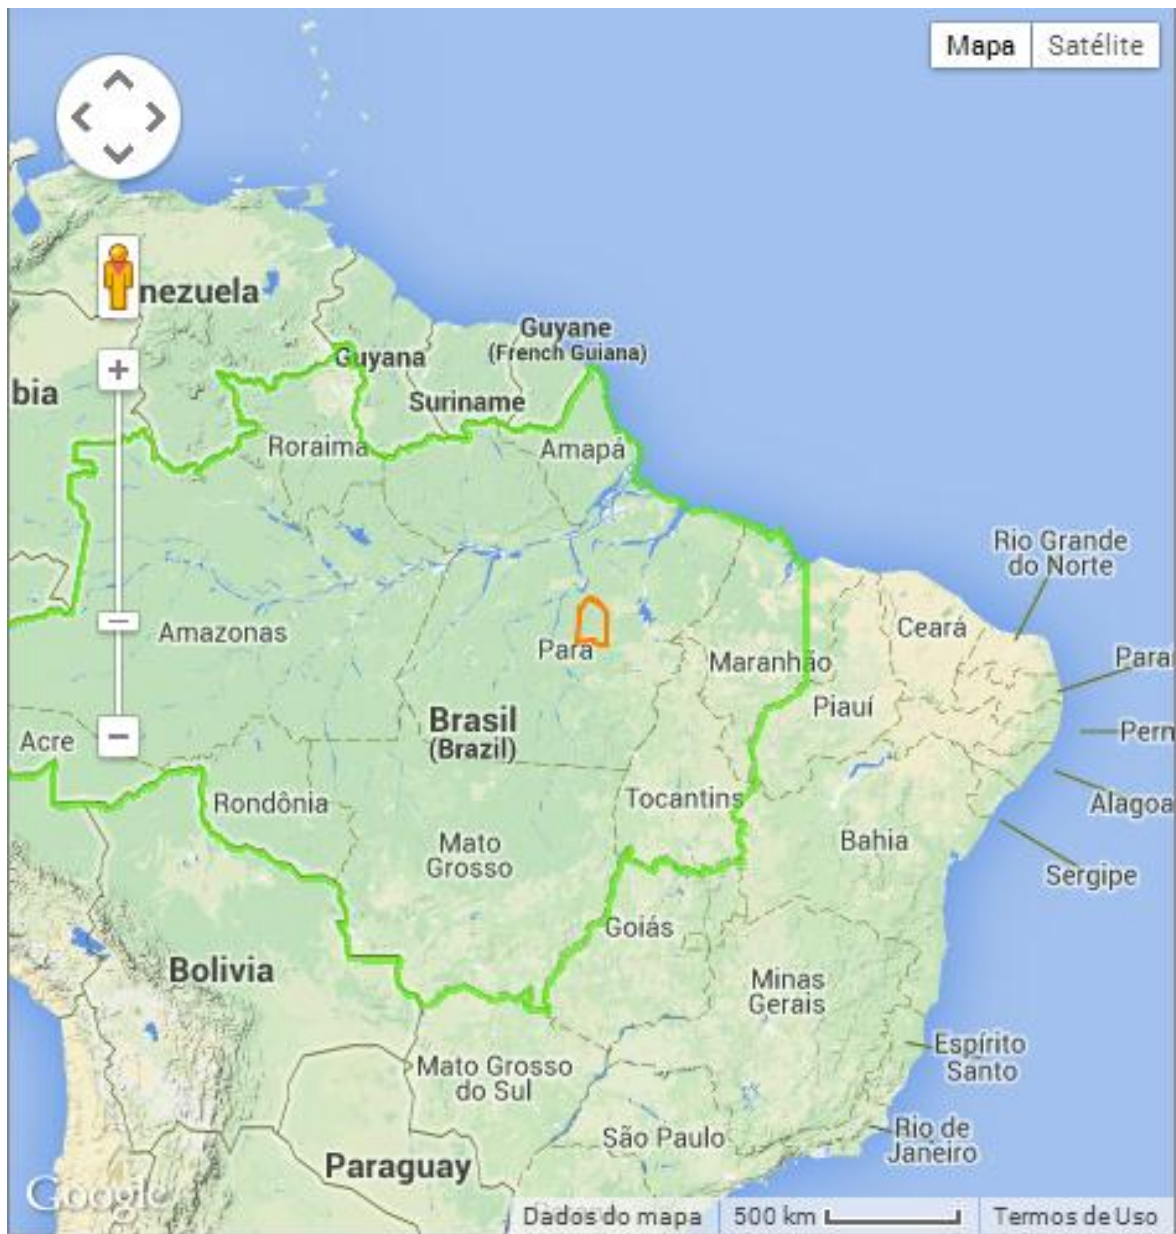 Mapa
Satélite
nezuela
Guyane
(French Guiana)
Guyana
bia
Suriname
Roraima
Amapá
Rio Grande
do Norte
Amazonas
Ceará
Pará
Maranhão
Para
Piauí
Brasil
(Brazil)
Acre
Pern
Rondônia
Tocantins
Alagoa
Mato
Grosso
Bahia
Sergipe
Goiás
Bolivia
Minas
Gerais
Espírito
Santo
Mato Grosso
do Sul
São Paulo
Rio de
Janeiro
Paraguay
Google
Dados do mapa
500 km
Termos de Uso